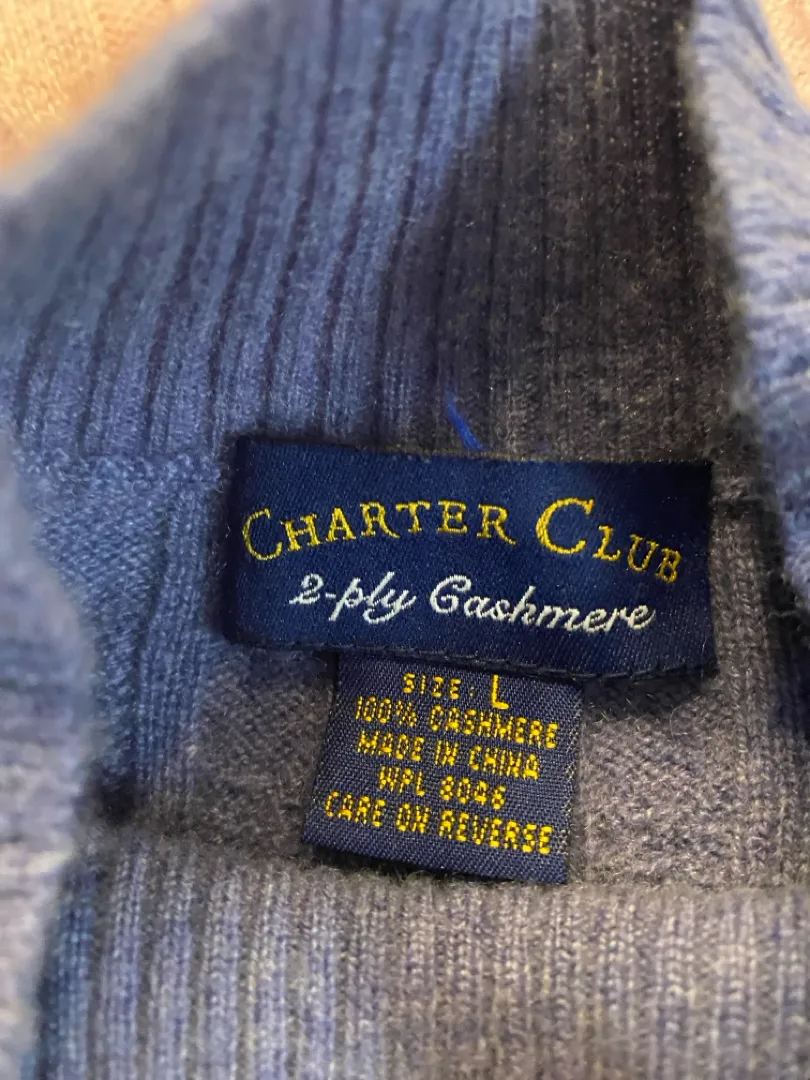 CHARTER CLUB
2-ply Cashmere
SIZE: L
100% CASHMERE
MADE IN CHINA
WPL 8046
CARE ON REVERSE